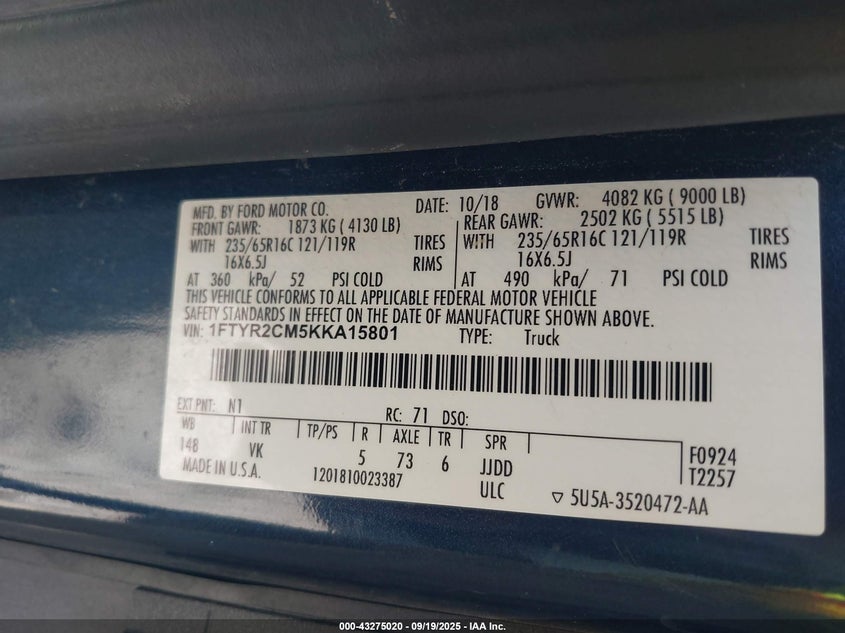 MFD. BY FORD MOTOR CO. DATE: 10/18 GVWR: 4082 KG ( 9000 LB)
FRONT GAWR: 1873 KG ( 4130 LB) REAR GAWR: 2502 KG ( 5515 LB)
WITH 235/65R16C 121/119R TIRES WITH 235/65R16C 121/119R TIRES
16X6.5J RIMS 16X6.5J RIMS
AT 360 kPa/ 52 PSI COLD AT 490 kPa/ 71 PSI COLD
THIS VEHICLE CONFORMS TO ALL APPLICABLE FEDERAL MOTOR VEHICLE
SAFETY STANDARDS IN EFFECT ON THE DATE OF MANUFACTURE SHOWN ABOVE.
VIN: 1FTYR2CM5KKA15801 TYPE: Truck
EXT PNT: N1 RC: 71 DSO:
WB INT TR TP/PS R AXLE TR SPR F0924
148 VK 5 73 6 JJDD T2257
MADE IN U.S.A. 1201810023387 ULC ▽ 5U5A-3520472-AA
000-43275020 - 09/19/2025 - IAA Inc.